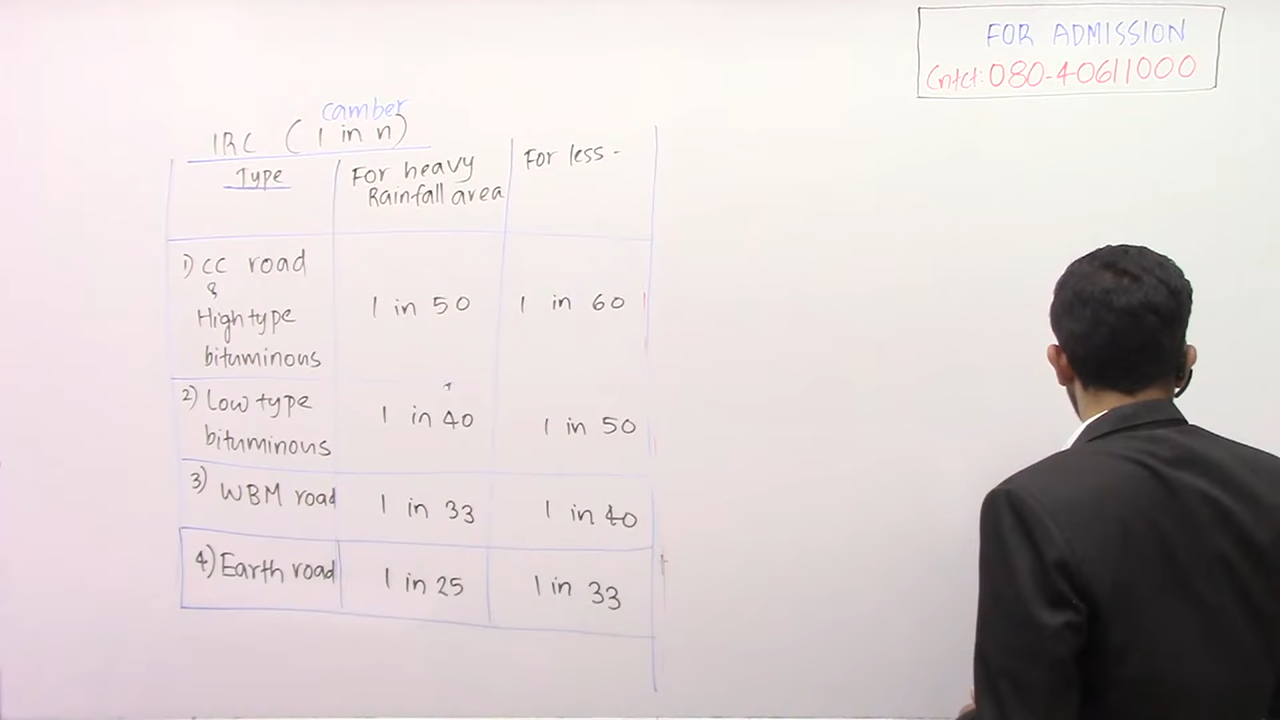 FOR ADMISSION
Cntct: 080-40611000
camber
IRC ( 1 in n)
Type
For heavy
Rainfall area
For less -
1) CC road
&
High type
bituminous
1 in 50
1 in 60
2) Low type
bituminous
1 in 40
1 in 50
3) WBM road
1 in 33
1 in 40
4) Earth road
1 in 25
1 in 33